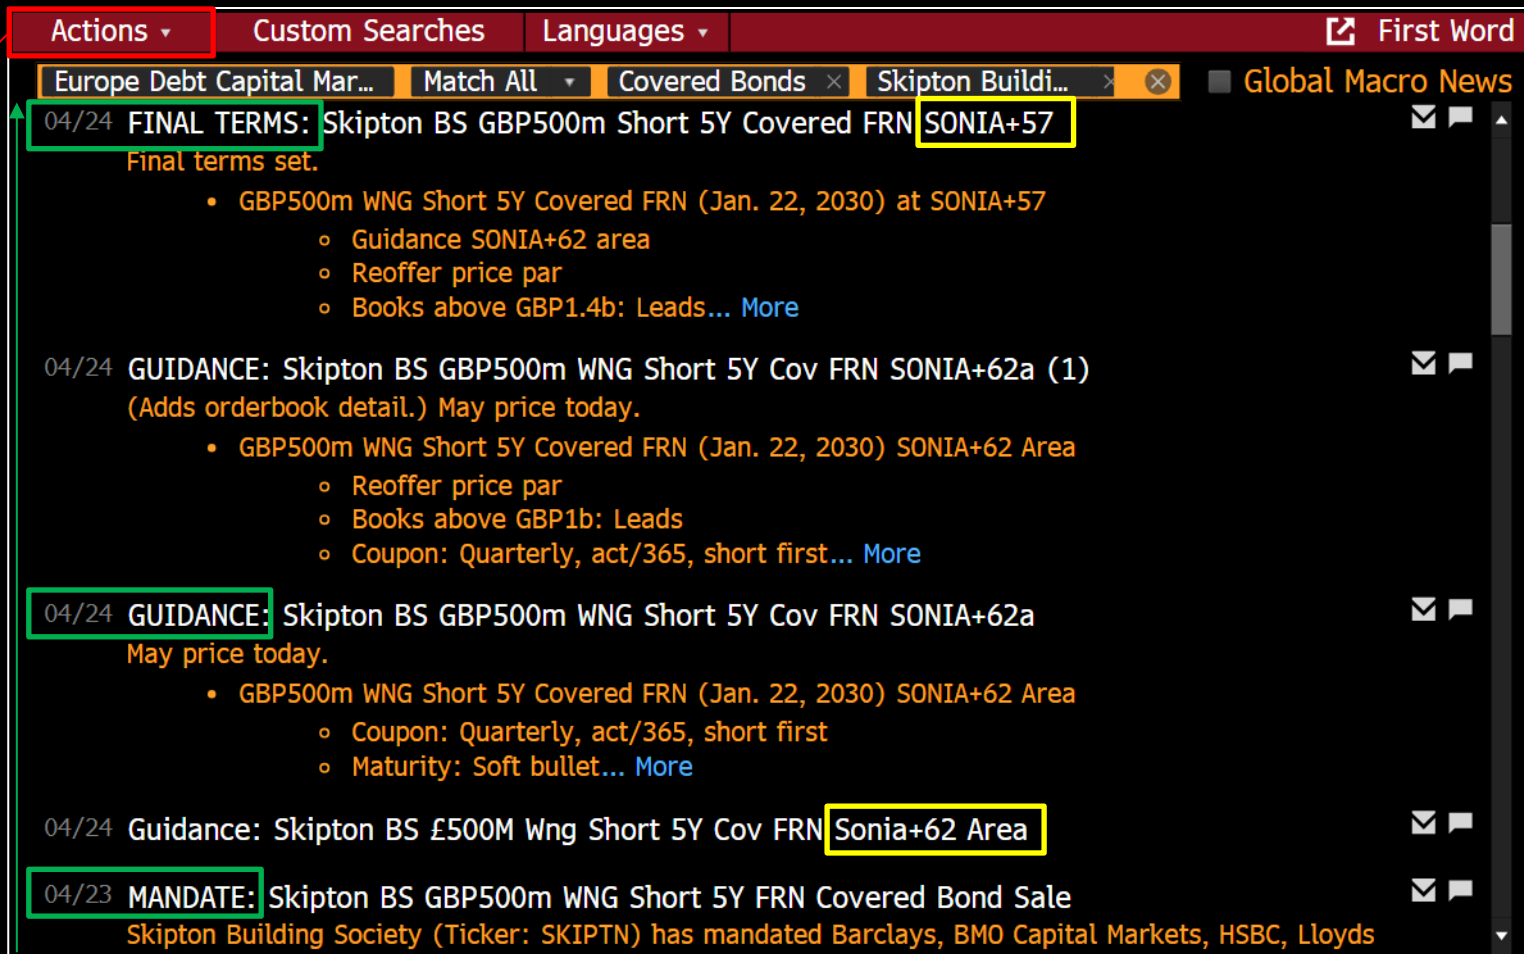 Actions Custom Searches Languages First Word
Europe Debt Capital Mar... Match All Covered Bonds Skipton Buildi... Global Macro News
04/24 FINAL TERMS: Skipton BS GBP500m Short 5Y Covered FRN SONIA+57
Final terms set.
• GBP500m WNG Short 5Y Covered FRN (Jan. 22, 2030) at SONIA+57
Guidance SONIA+62 area
Reoffer price par
Books above GBP1.4b: Leads... More
04/24 GUIDANCE: Skipton BS GBP500m WNG Short 5Y Cov FRN SONIA+62a (1)
(Adds orderbook detail.) May price today.
• GBP500m WNG Short 5Y Covered FRN (Jan. 22, 2030) SONIA+62 Area
Reoffer price par
Books above GBP1b: Leads
Coupon: Quarterly, act/365, short first... More
04/24 GUIDANCE: Skipton BS GBP500m WNG Short 5Y Cov FRN SONIA+62a
May price today.
• GBP500m WNG Short 5Y Covered FRN (Jan. 22, 2030) SONIA+62 Area
Coupon: Quarterly, act/365, short first
Maturity: Soft bullet... More
04/24 Guidance: Skipton BS £500M Wng Short 5Y Cov FRN Sonia+62 Area
04/23 MANDATE: Skipton BS GBP500m WNG Short 5Y FRN Covered Bond Sale
Skipton Building Society (Ticker: SKIPTN) has mandated Barclays, BMO Capital Markets, HSBC, Lloyds